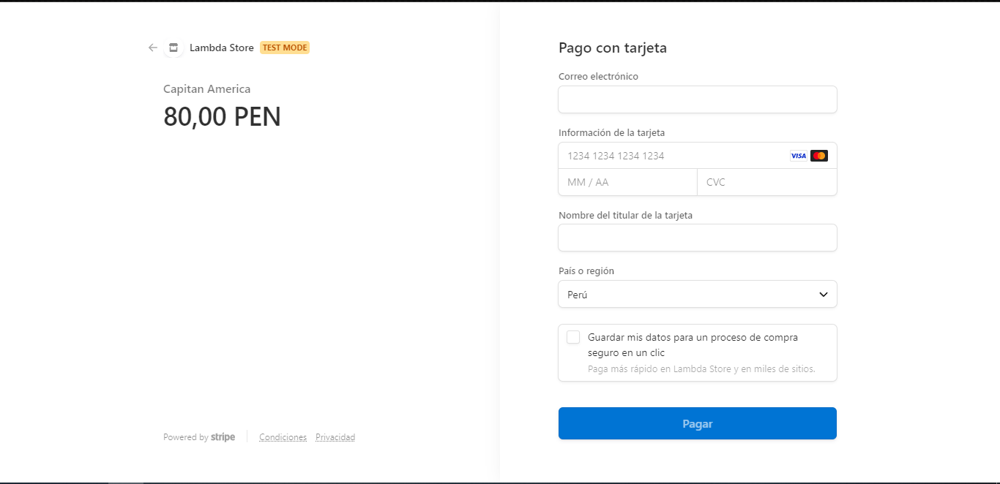 Lambda Store TEST MODE
Capitan America
80,00 PEN
Powered by stripe
Condiciones Privacidad
Pago con tarjeta
Correo electrónico
Información de la tarjeta
1234 1234 1234 1234 VISA
MM / AA CVC
Nombre del titular de la tarjeta
País o región
Perú
Guardar mis datos para un proceso de compra
seguro en un clic
Paga más rápido en Lambda Store y en miles de sitios.
Pagar